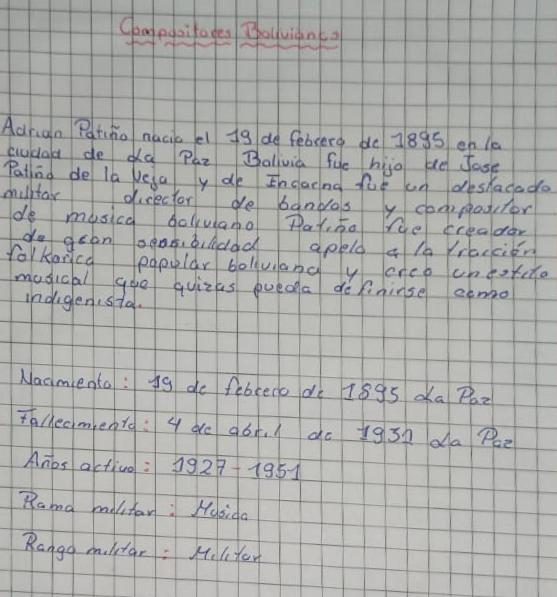 Compositores Bolivianos
Adrian Patiño nacio el 19 de febrero de 1895 en la
ciudad de La Paz Bolivia fue hijo de Jose
Patiño de la Vega y de Encarna fue un destacado
militar director de bandas y compositor
de musica boliviano Patiño fue creador
de gran sensibilidad apelo a la tracción
folkorica popular boliviana y creo un estilo
musical que quizas pueda definirse como
indigenista.
Nacimiento: 19 de febrero de 1895 La Paz
Fallecimiento: 4 de abril de 1951 La Paz
Años activo: 1927-1951
Rama militar: Musica
Rango militar: Militar